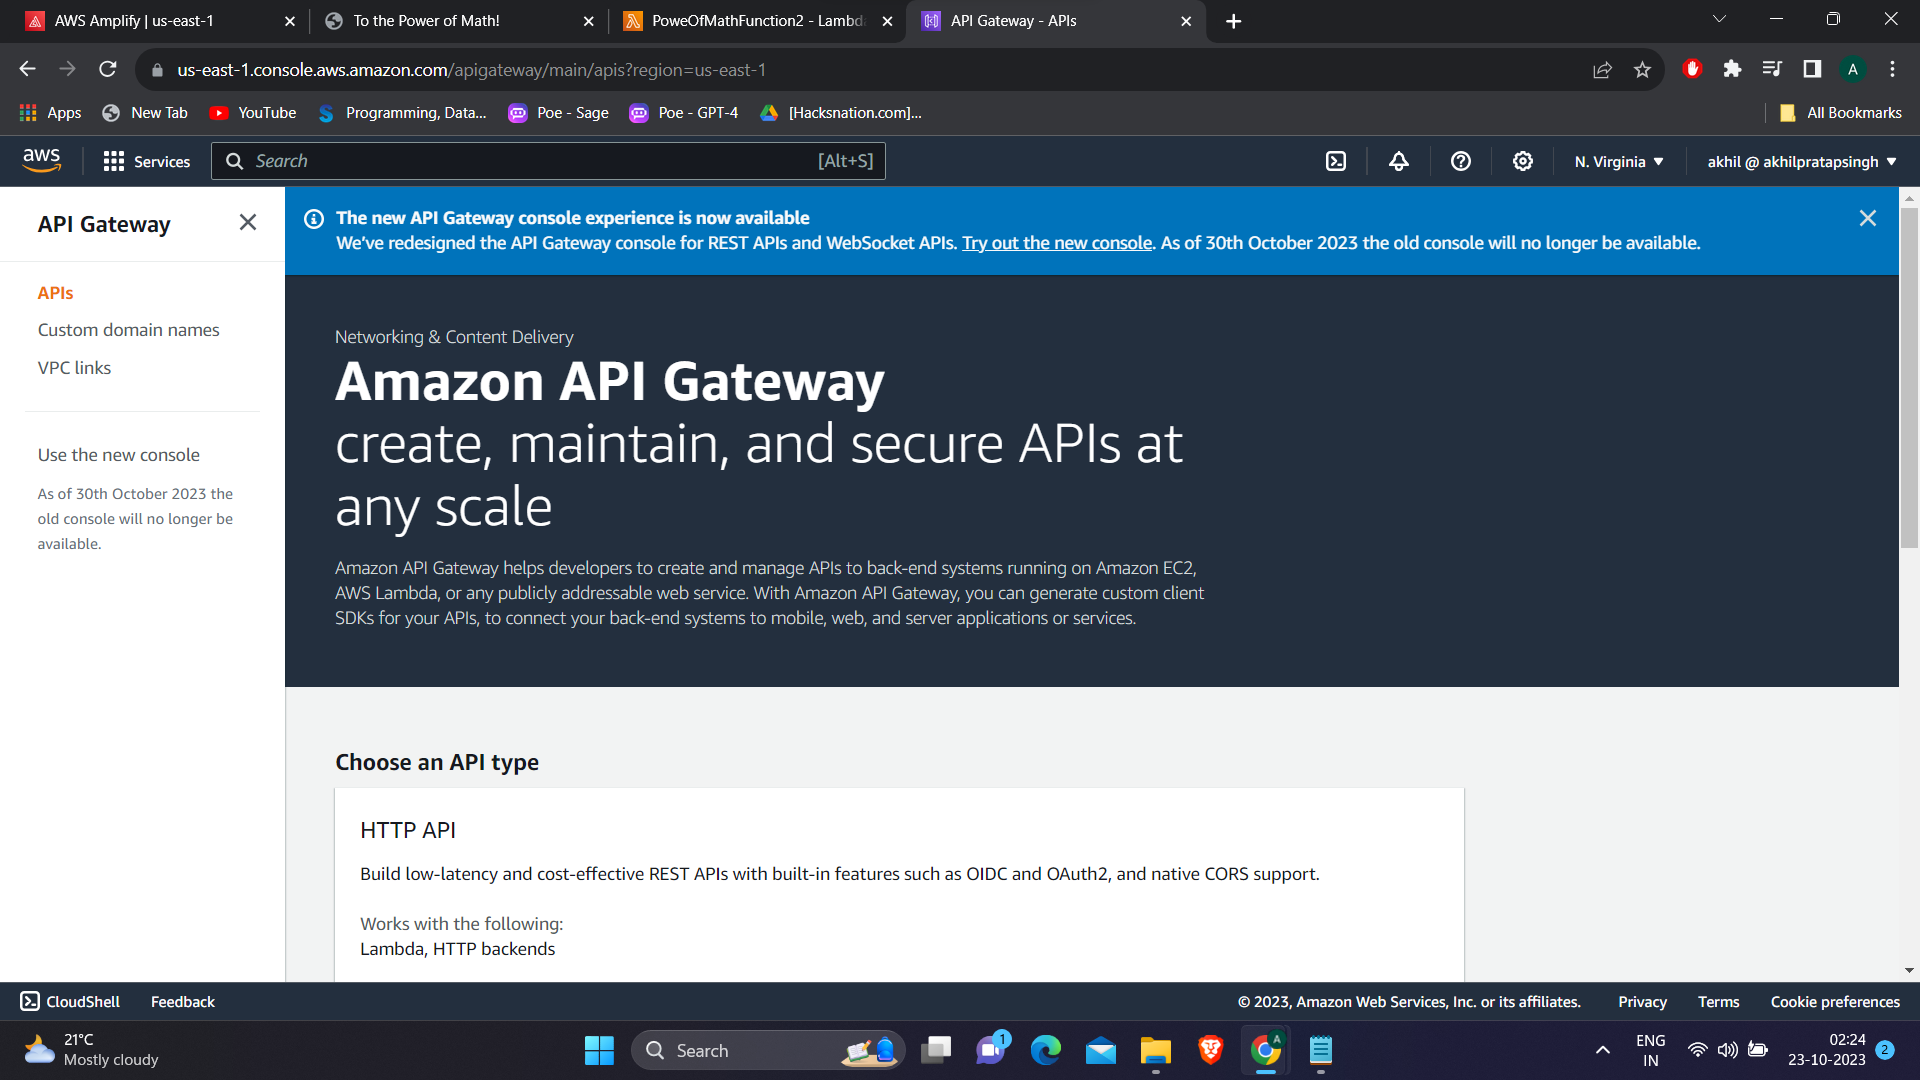 AWS Amplify | us-east-1
To the Power of Math!
PoweOfMathFunction2 - Lambda
API Gateway - APIs
us-east-1.console.aws.amazon.com/apigateway/main/apis?region=us-east-1
A
Apps
New Tab
YouTube
Programming, Data...
Poe - Sage
Poe - GPT-4
[Hacksnation.com]...
All Bookmarks
aws
Services
Search
[Alt+S]
N. Virginia
akhil @ akhilpratapsingh
API Gateway
APIs
Custom domain names
VPC links
Use the new console
As of 30th October 2023 the
old console will no longer be
available.
The new API Gateway console experience is now available
We've redesigned the API Gateway console for REST APIs and WebSocket APIs. Try out the new console. As of 30th October 2023 the old console will no longer be available.
Networking & Content Delivery
Amazon API Gateway
create, maintain, and secure APIs at
any scale
Amazon API Gateway helps developers to create and manage APIs to back-end systems running on Amazon EC2,
AWS Lambda, or any publicly addressable web service. With Amazon API Gateway, you can generate custom client
SDKs for your APIs, to connect your back-end systems to mobile, web, and server applications or services.
Choose an API type
HTTP API
Build low-latency and cost-effective REST APIs with built-in features such as OIDC and OAuth2, and native CORS support.
Works with the following:
Lambda, HTTP backends
CloudShell
Feedback
© 2023, Amazon Web Services, Inc. or its affiliates.
Privacy
Terms
Cookie preferences
21°C
Mostly cloudy
Search
1
A
ENG
IN
02:24
23-10-2023
2